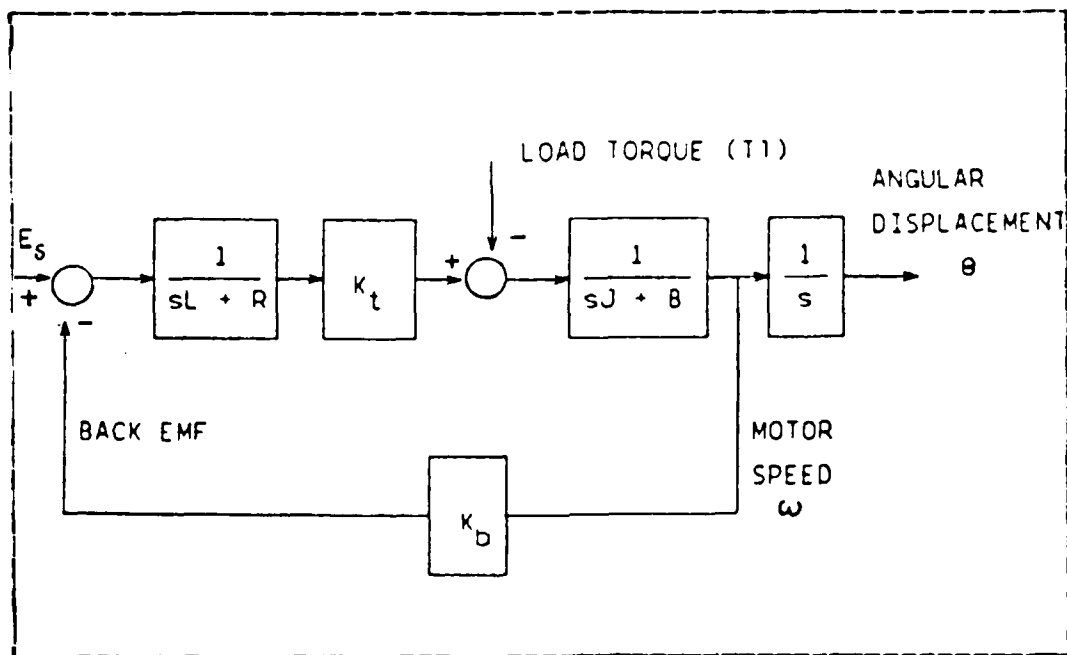 LOAD TORQUE (T1)
ANGULAR
DISPLACEMENT
θ
E_s
+
-
1
sL + R
K_t
+
-
1
sJ + B
1
s
BACK EMF
MOTOR
SPEED
ω
K_b